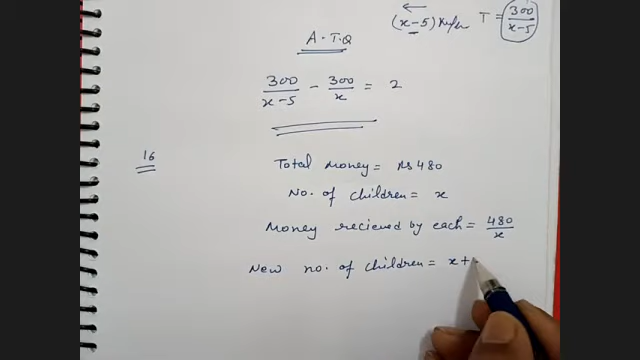 (x-5) km/hr T = 300/x-5
A.T.Q
300/x-5 - 300/x = 2
16
Total money = Rs 480
No. of children = x
Money recieved by each = 480/x
New no. of children = x+